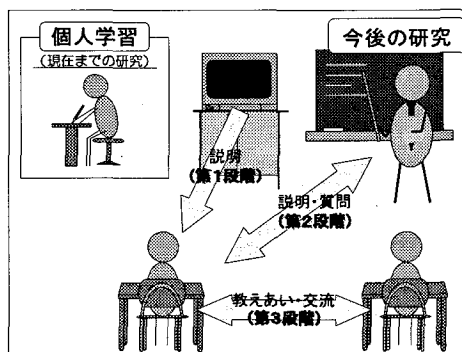 個人学習
(現在までの研究)
今後の研究
説明
(第1段階)
説明・質問
(第2段階)
教えあい・交流
(第3段階)